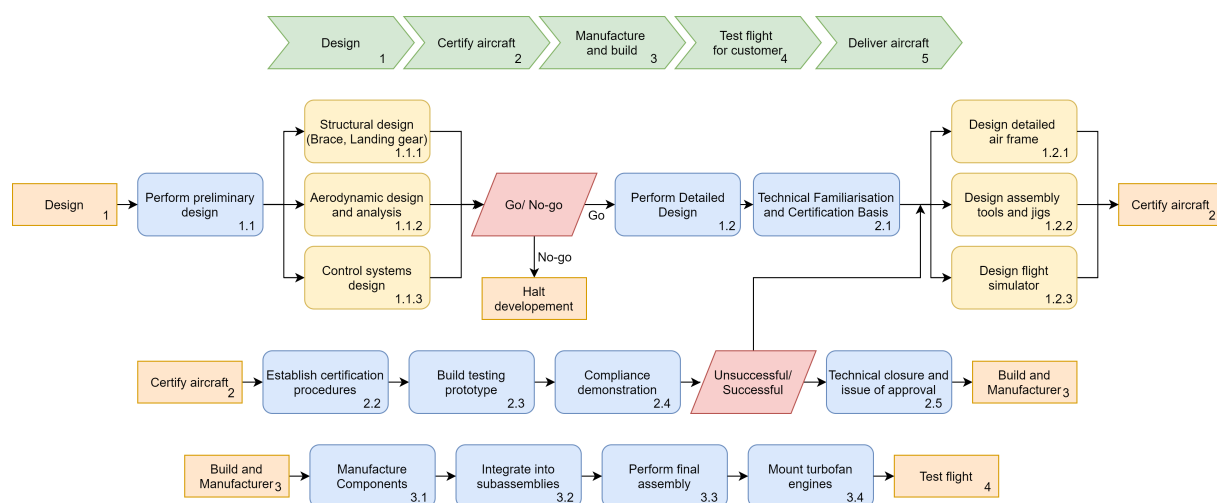 Design
1
Certify aircraft
2
Manufacture
and build
3
Test flight
for customer
4
Deliver aircraft
5
Design
1
Perform preliminary
design
1.1
Structural design
(Brace, Landing gear)
1.1.1
Aerodynamic design
and analysis
1.1.2
Control systems
design
1.1.3
Go/ No-go
Go
No-go
Halt
developement
Perform Detailed
Design
1.2
Technical Familiarisation
and Certification Basis
2.1
Design detailed
air frame
1.2.1
Design assembly
tools and jigs
1.2.2
Design flight
simulator
1.2.3
Certify aircraft
2
Certify aircraft
2
Establish certification
procedures
2.2
Build testing
prototype
2.3
Compliance
demonstration
2.4
Unsuccessful/
Successful
Technical closure and
issue of approval
2.5
Build and
Manufacturer
3
Build and
Manufacturer
3
Manufacture
Components
3.1
Integrate into
subassemblies
3.2
Perform final
assembly
3.3
Mount turbofan
engines
3.4
Test flight
4